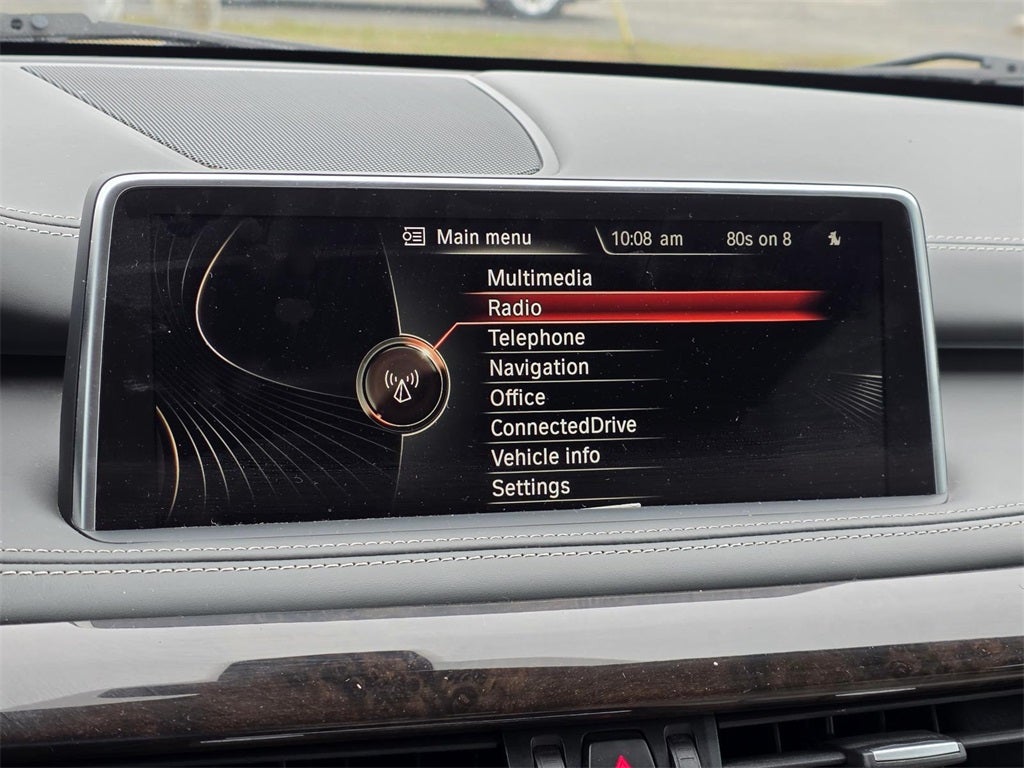 Main menu 10:08 am 80s on 8
Multimedia
Radio
Telephone
Navigation
Office
ConnectedDrive
Vehicle info
Settings